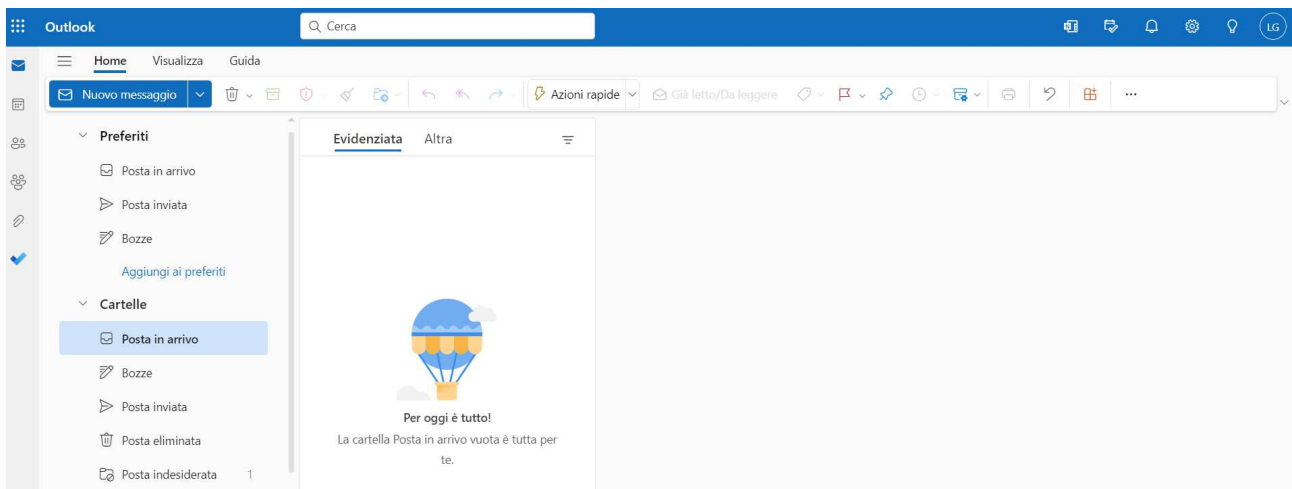 Outlook
Cerca
LG
Home Visualizza Guida
Nuovo messaggio
Azioni rapide
Già letto/Da leggere
Preferiti
Posta in arrivo
Posta inviata
Bozze
Aggiungi ai preferiti
Cartelle
Posta in arrivo
Bozze
Posta inviata
Posta eliminata
Posta indesiderata 1
Evidenziata Altra
Per oggi è tutto!
La cartella Posta in arrivo vuota è tutta per
te.